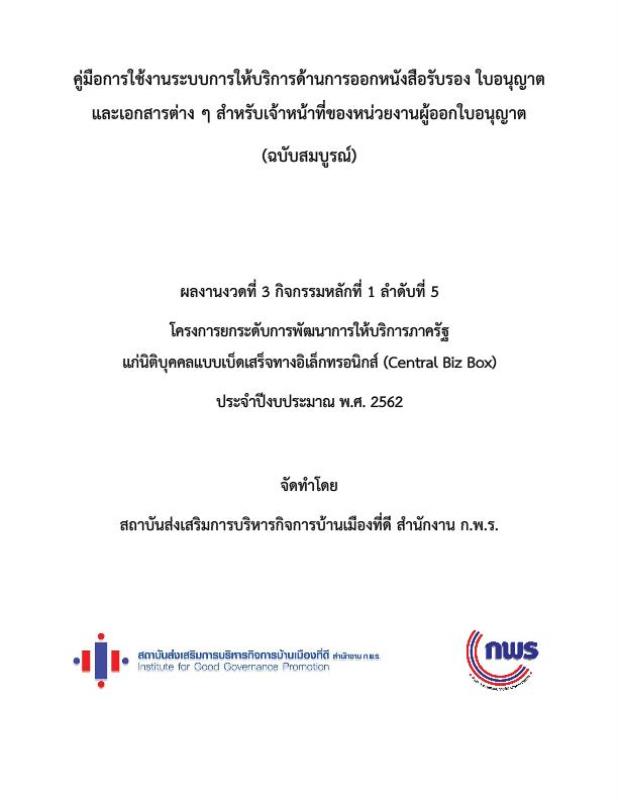 คู่มือการใช้งานระบบการให้บริการด้านการออกหนังสือรับรอง ใบอนุญาต
และเอกสารต่าง ๆ สำหรับเจ้าหน้าที่ของหน่วยงานผู้ออกใบอนุญาต
(ฉบับสมบูรณ์)
ผลงานงวดที่ 3 กิจกรรมหลักที่ 1 ลำดับที่ 5
โครงการยกระดับการพัฒนาการให้บริการภาครัฐ
แก่นิติบุคคลแบบเบ็ดเสร็จทางอิเล็กทรอนิกส์ (Central Biz Box)
ประจำปีงบประมาณ พ.ศ. 2562
จัดทำโดย
สถาบันส่งเสริมการบริหารกิจการบ้านเมืองที่ดี สำนักงาน ก.พ.ร.
สถาบันส่งเสริมการบริหารกิจการบ้านเมืองที่ดี สำนักงาน ก.พ.ร.
Institute for Good Governance Promotion
กพร